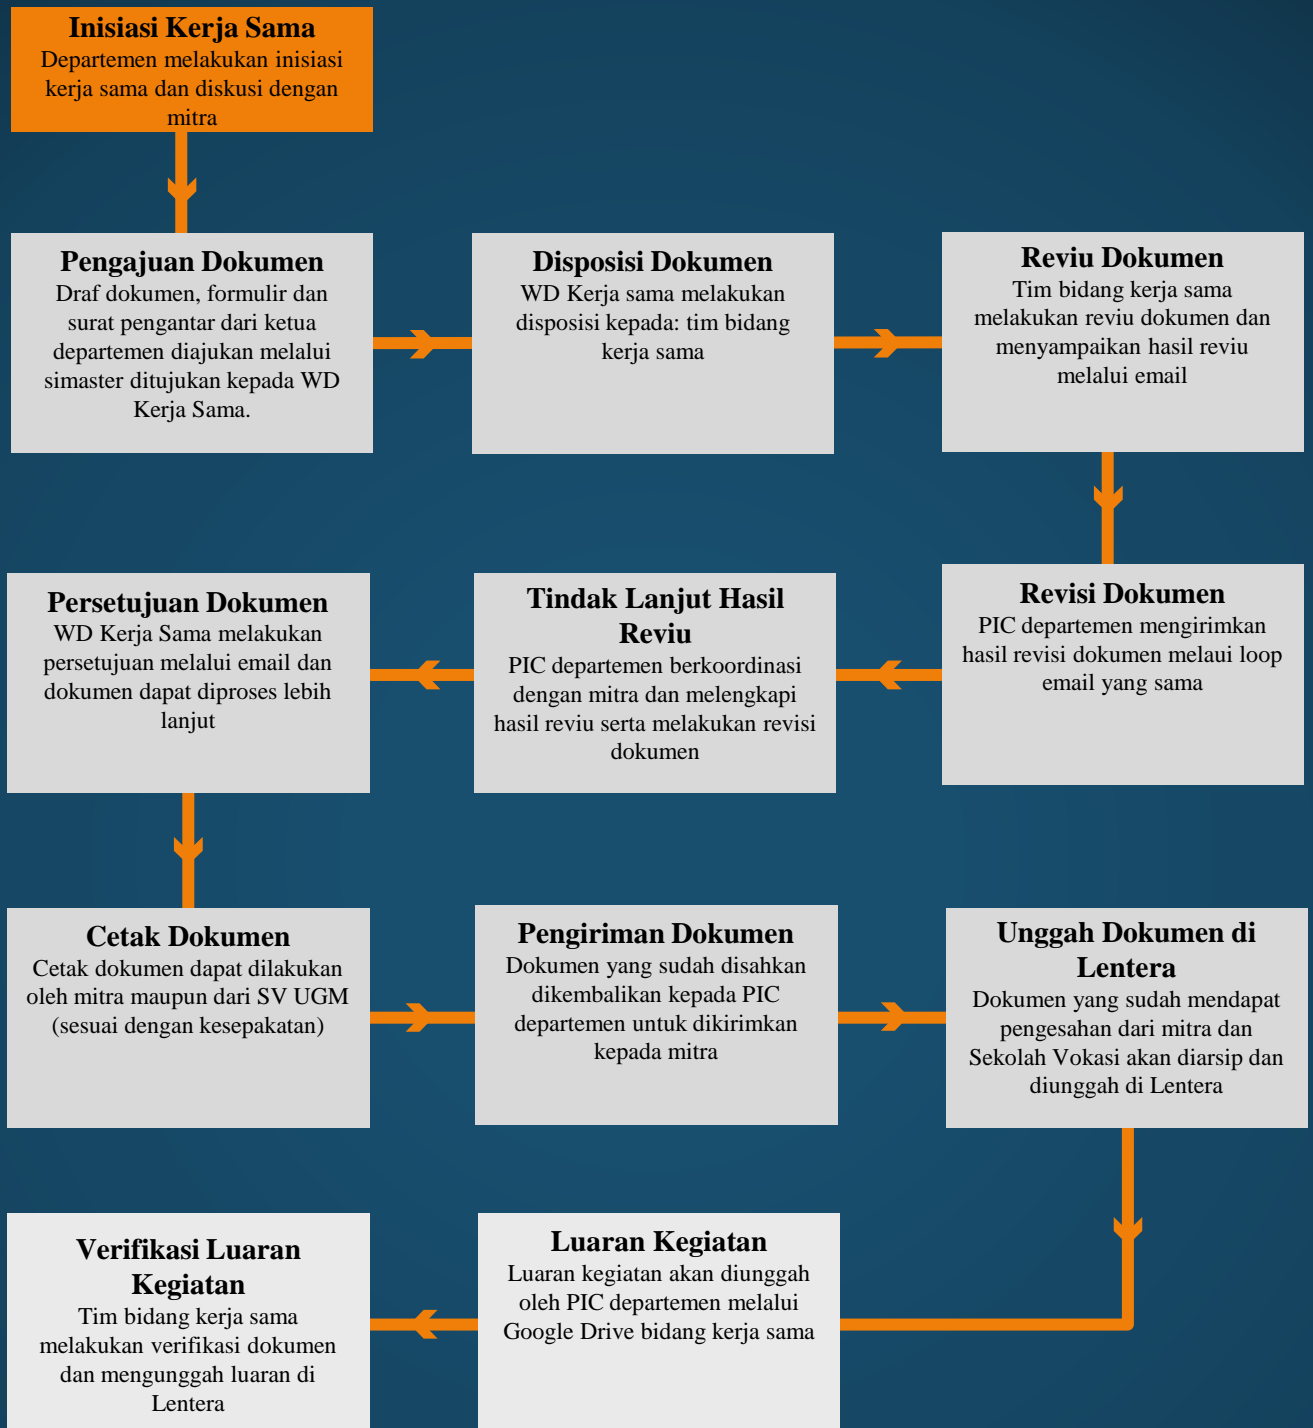 Inisiasi Kerja Sama
Departemen melakukan inisiasi
kerja sama dan diskusi dengan
mitra
Pengajuan Dokumen
Draf dokumen, formulir dan
surat pengantar dari ketua
departemen diajukan melalui
simaster ditujukan kepada WD
Kerja Sama.
Disposisi Dokumen
WD Kerja sama melakukan
disposisi kepada: tim bidang
kerja sama
Reviu Dokumen
Tim bidang kerja sama
melakukan reviu dokumen dan
menyampaikan hasil reviu
melalui email
Revisi Dokumen
PIC departemen mengirimkan
hasil revisi dokumen melaui loop
email yang sama
Tindak Lanjut Hasil
Reviu
PIC departemen berkoordinasi
dengan mitra dan melengkapi
hasil reviu serta melakukan revisi
dokumen
Persetujuan Dokumen
WD Kerja Sama melakukan
persetujuan melalui email dan
dokumen dapat diproses lebih
lanjut
Cetak Dokumen
Cetak dokumen dapat dilakukan
oleh mitra maupun dari SV UGM
(sesuai dengan kesepakatan)
Pengiriman Dokumen
Dokumen yang sudah disahkan
dikembalikan kepada PIC
departemen untuk dikirimkan
kepada mitra
Unggah Dokumen di
Lentera
Dokumen yang sudah mendapat
pengesahan dari mitra dan
Sekolah Vokasi akan diarsip dan
diunggah di Lentera
Luaran Kegiatan
Luaran kegiatan akan diunggah
oleh PIC departemen melalui
Google Drive bidang kerja sama
Verifikasi Luaran
Kegiatan
Tim bidang kerja sama
melakukan verifikasi dokumen
dan mengunggah luaran di
Lentera